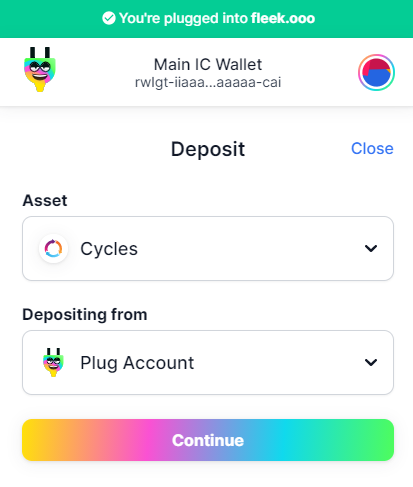 You're plugged into fleek.ooo
Main IC Wallet
rwlgt-iiaaa...aaaaa-cai
Deposit
Close
Asset
Cycles
Depositing from
Plug Account
Continue